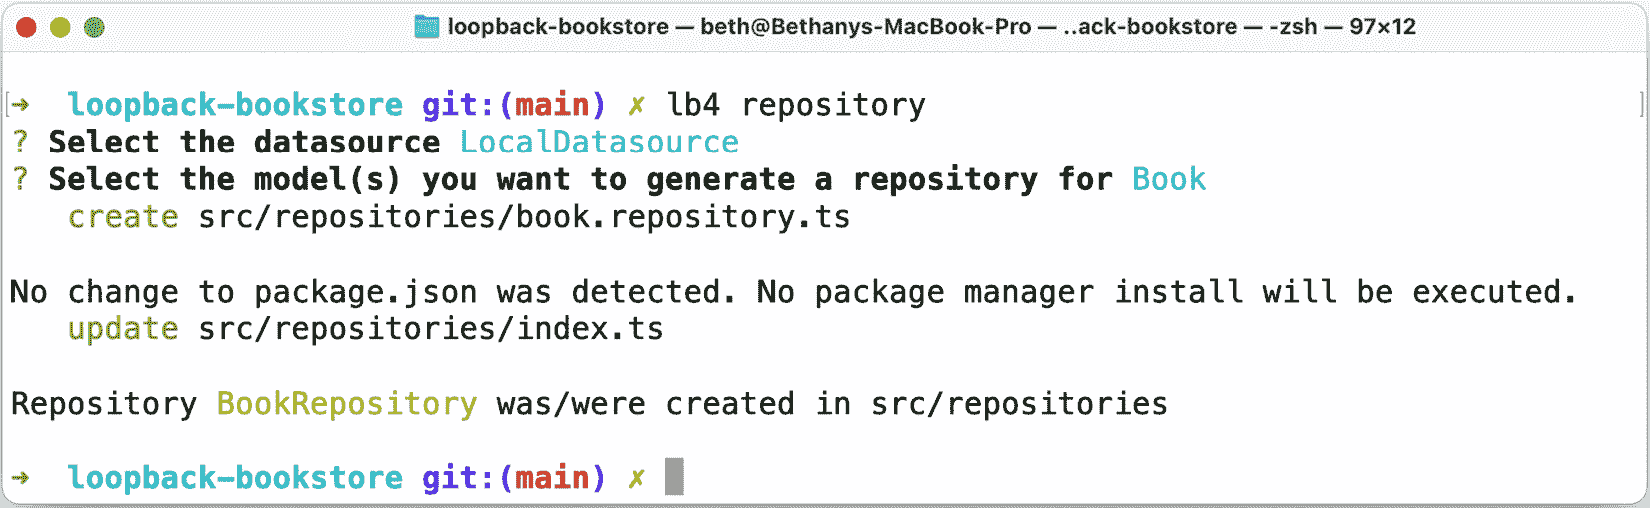 loopback-bookstore — beth@Bethanys-MacBook-Pro — ..ack-bookstore — -zsh — 97×12
[→ loopback-bookstore git:(main) ✗ lb4 repository ]
? Select the datasource LocalDatasource
? Select the model(s) you want to generate a repository for Book
create src/repositories/book.repository.ts
No change to package.json was detected. No package manager install will be executed.
update src/repositories/index.ts
Repository BookRepository was/were created in src/repositories
→ loopback-bookstore git:(main) ✗